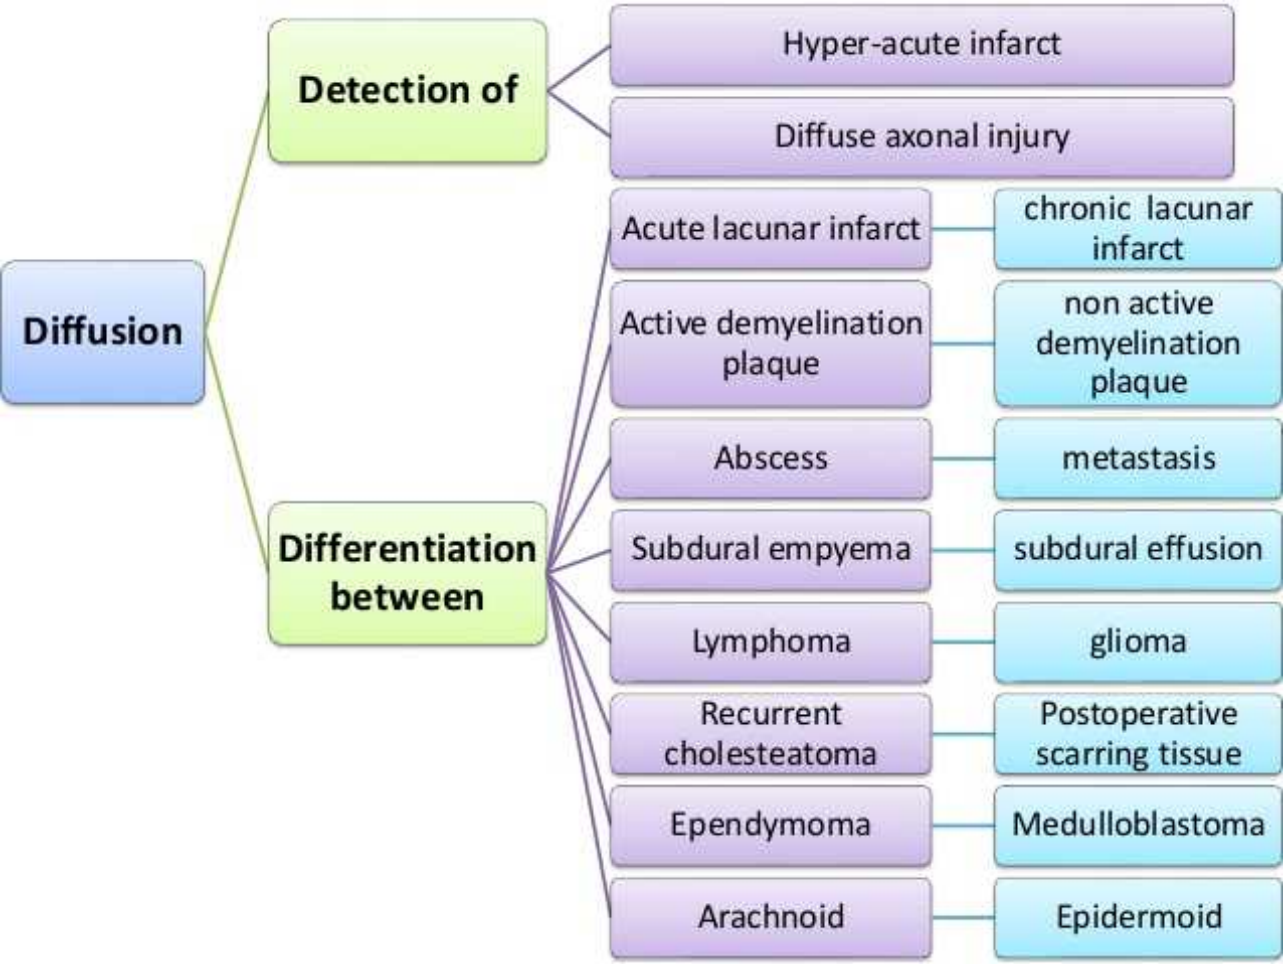 Diffusion
Detection of
Hyper-acute infarct
Diffuse axonal injury
Differentiation
between
Acute lacunar infarct
chronic lacunar
infarct
Active demyelination
plaque
non active
demyelination
plaque
Abscess
metastasis
Subdural empyema
subdural effusion
Lymphoma
glioma
Recurrent
cholesteatoma
Postoperative
scarring tissue
Ependymoma
Medulloblastoma
Arachnoid
Epidermoid